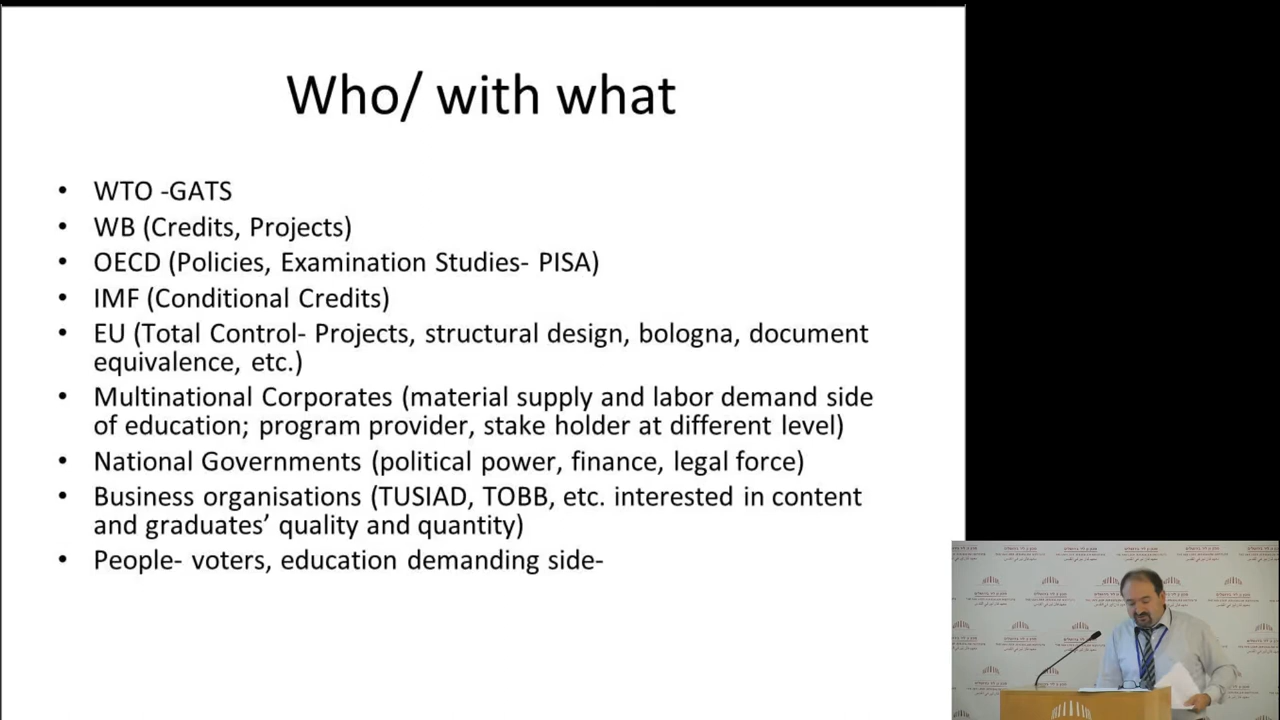 Who/ with what
• WTO -GATS
• WB (Credits, Projects)
• OECD (Policies, Examination Studies- PISA)
• IMF (Conditional Credits)
• EU (Total Control- Projects, structural design, bologna, document
equivalence, etc.)
• Multinational Corporates (material supply and labor demand side
of education; program provider, stake holder at different level)
• National Governments (political power, finance, legal force)
• Business organisations (TUSIAD, TOBB, etc. interested in content
and graduates’ quality and quantity)
• People- voters, education demanding side-